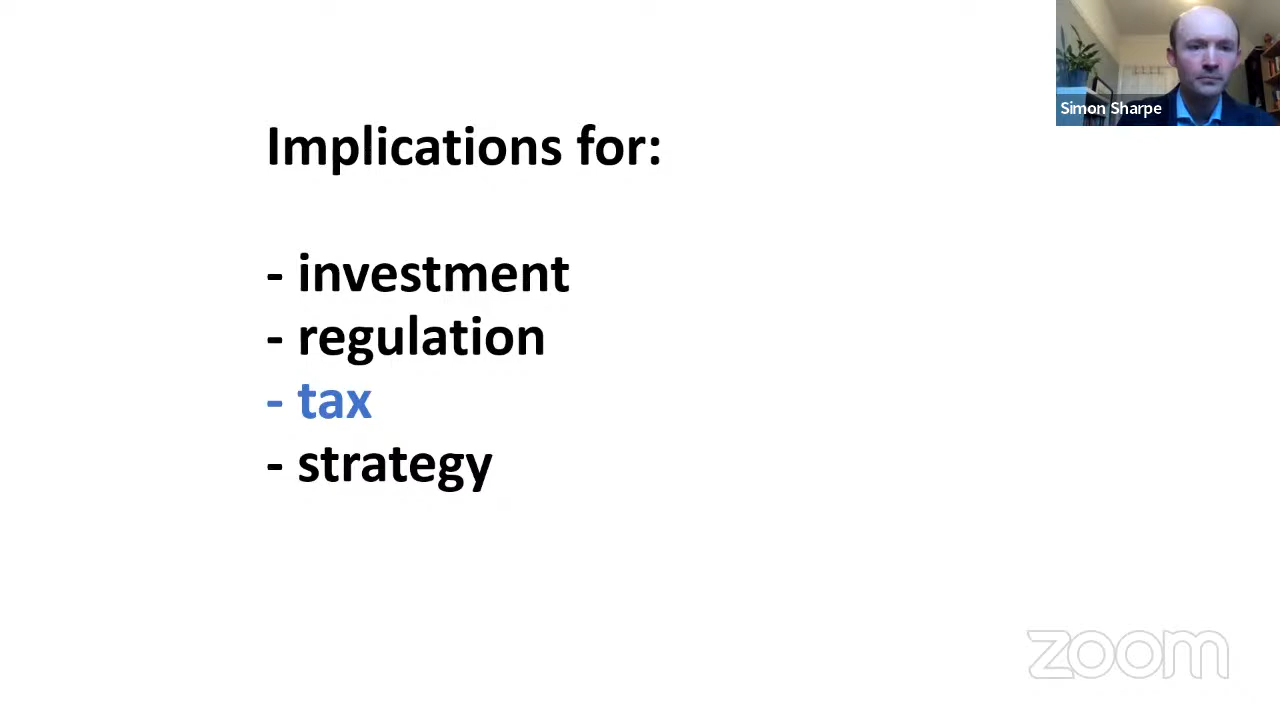 Simon Sharpe
Implications for:
- investment
- regulation
- tax
- strategy
zoom